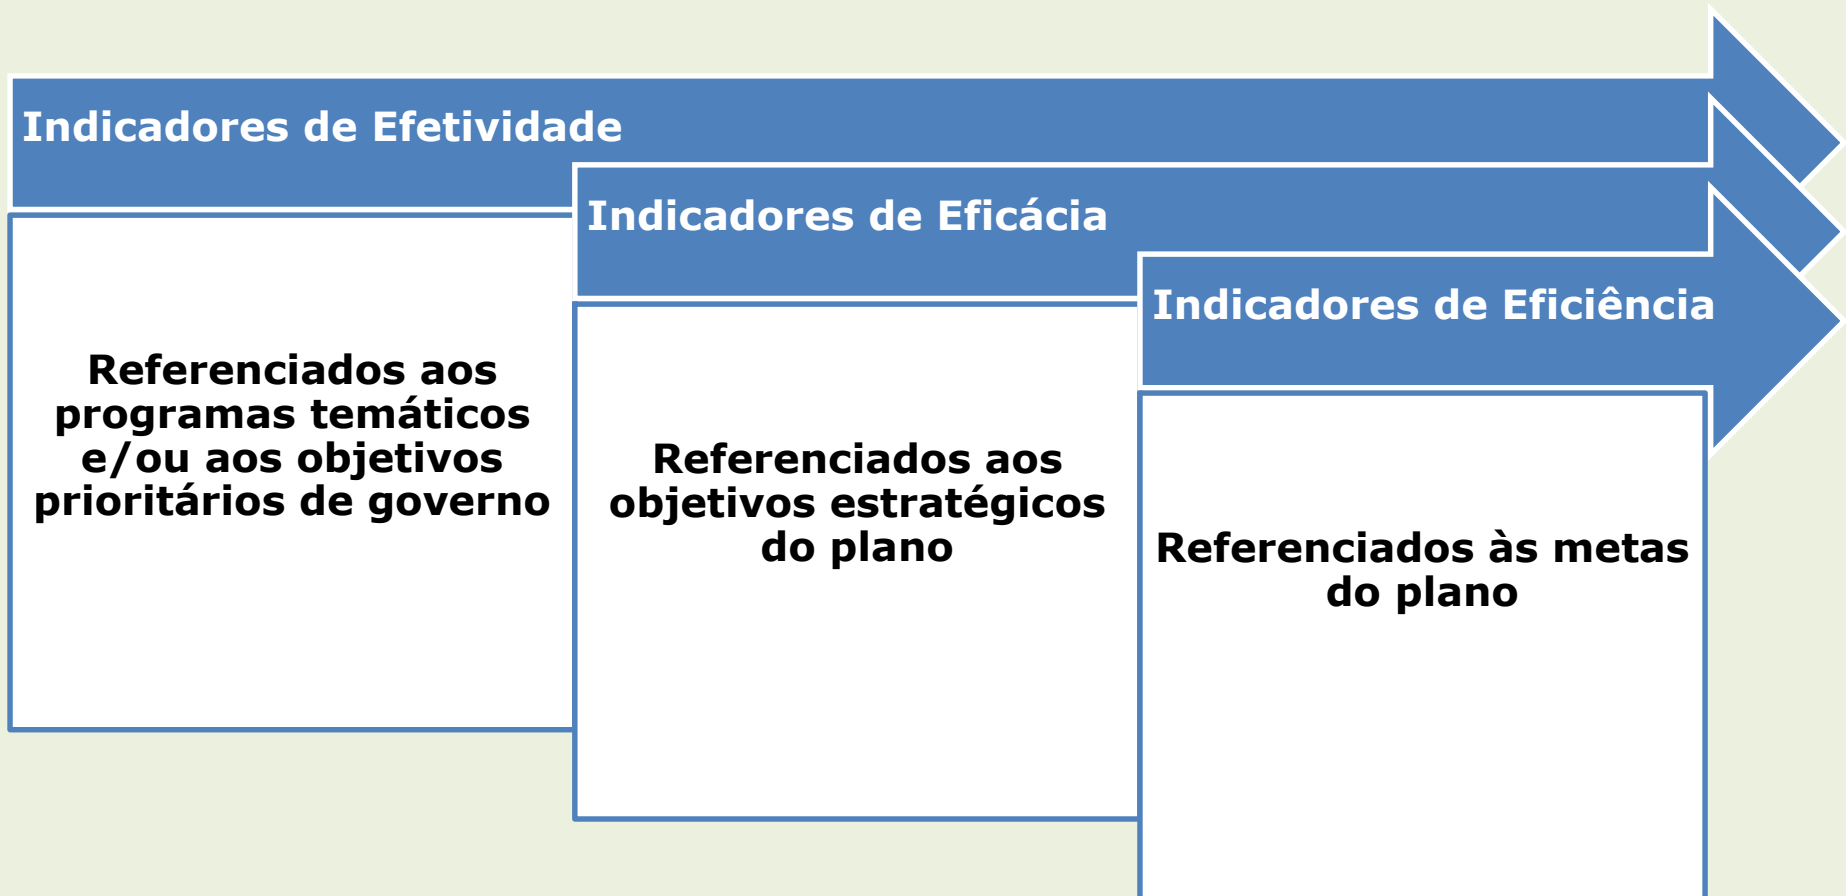 Indicadores de Efetividade
Referenciados aos
programas temáticos
e/ou aos objetivos
prioritários de governo
Indicadores de Eficácia
Referenciados aos
objetivos estratégicos
do plano
Indicadores de Eficiência
Referenciados às metas
do plano